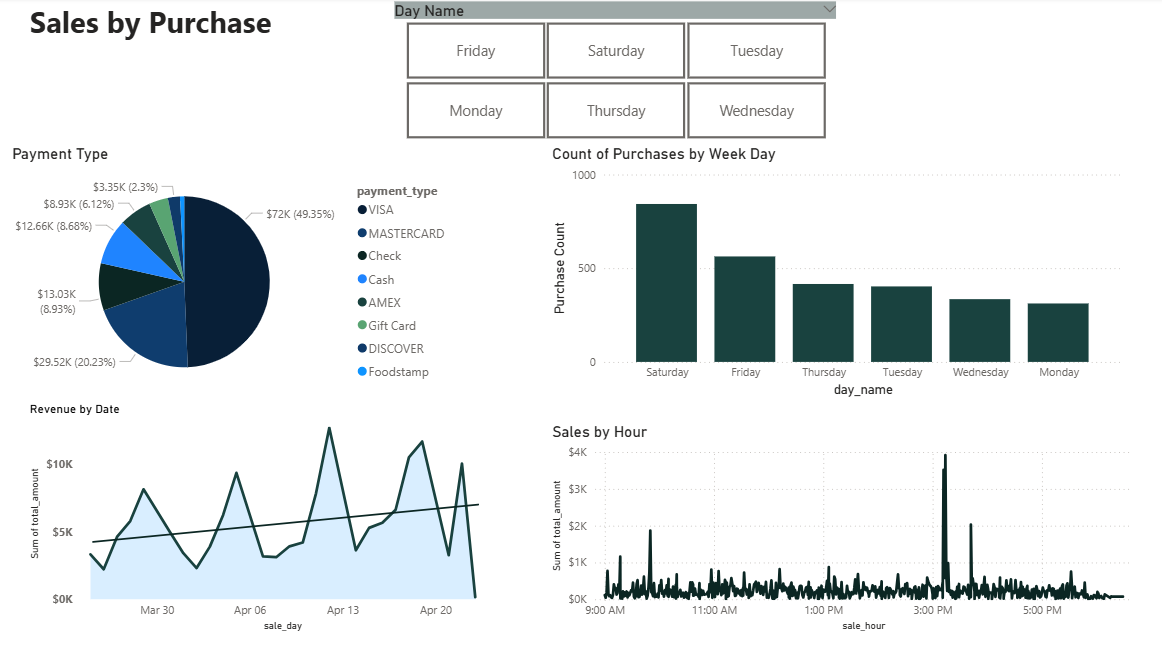 Sales by Purchase
Day Name
Friday
Saturday
Tuesday
Monday
Thursday
Wednesday
Payment Type
$3.35K (2.3%)
$8.93K (6.12%)
$12.66K (8.68%)
$13.03K
(8.93%)
$29.52K (20.23%)
$72K (49.35%)
payment_type
VISA
MASTERCARD
Check
Cash
AMEX
Gift Card
DISCOVER
Foodstamp
Count of Purchases by Week Day
Purchase Count
1000
500
0
Saturday
Friday
Thursday
Tuesday
Wednesday
Monday
day_name
Revenue by Date
Sum of total_amount
$10K
$5K
$0K
Mar 30
Apr 06
Apr 13
Apr 20
sale_day
Sales by Hour
Sum of total_amount
$4K
$3K
$2K
$1K
$0K
9:00 AM
11:00 AM
1:00 PM
3:00 PM
5:00 PM
sale_hour